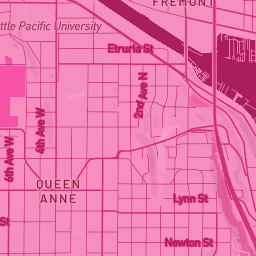 FREMONT
ttle Pacific University
Etruria St
2nd Ave N
4th Ave W
6th Ave W
QUEEN
ANNE
Lynn St
St
Newton St